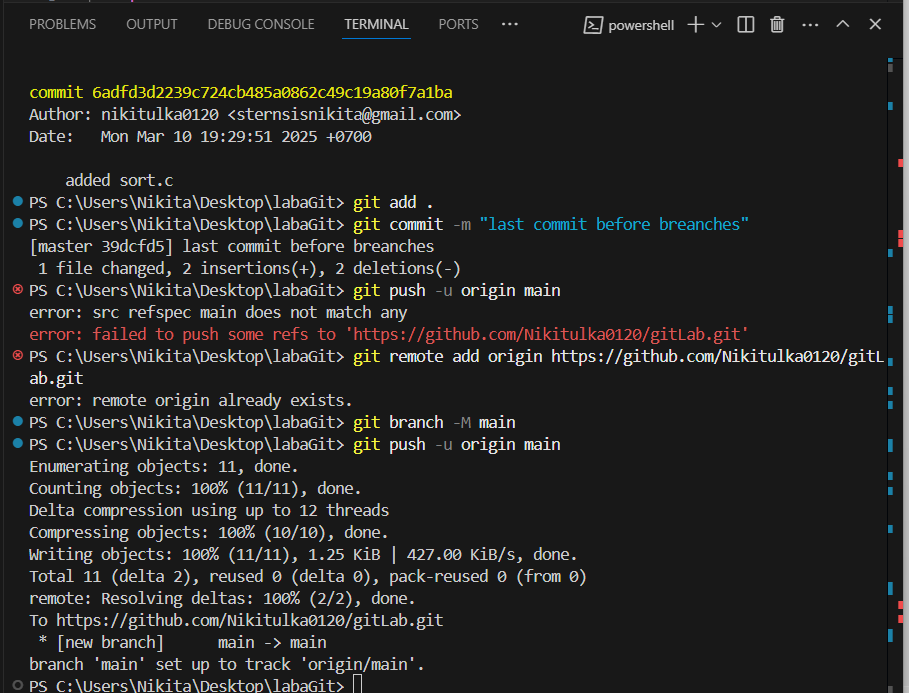 PROBLEMS OUTPUT DEBUG CONSOLE TERMINAL PORTS ··· powershell
commit 6adfd3d2239c724cb485a0862c49c19a80f7a1ba
Author: nikitulka0120 <sternsisnikita@gmail.com>
Date:   Mon Mar 10 19:29:51 2025 +0700
    added sort.c
PS C:\Users\Nikita\Desktop\labaGit> git add .
PS C:\Users\Nikita\Desktop\labaGit> git commit -m "last commit before breanches"
[master 39dcfd5] last commit before breanches
 1 file changed, 2 insertions(+), 2 deletions(-)
PS C:\Users\Nikita\Desktop\labaGit> git push -u origin main
error: src refspec main does not match any
error: failed to push some refs to 'https://github.com/Nikitulka0120/gitLab.git'
PS C:\Users\Nikita\Desktop\labaGit> git remote add origin https://github.com/Nikitulka0120/gitL
ab.git
error: remote origin already exists.
PS C:\Users\Nikita\Desktop\labaGit> git branch -M main
PS C:\Users\Nikita\Desktop\labaGit> git push -u origin main
Enumerating objects: 11, done.
Counting objects: 100% (11/11), done.
Delta compression using up to 12 threads
Compressing objects: 100% (10/10), done.
Writing objects: 100% (11/11), 1.25 KiB | 427.00 KiB/s, done.
Total 11 (delta 2), reused 0 (delta 0), pack-reused 0 (from 0)
remote: Resolving deltas: 100% (2/2), done.
To https://github.com/Nikitulka0120/gitLab.git
 * [new branch]      main -> main
branch 'main' set up to track 'origin/main'.
PS C:\Users\Nikita\Desktop\labaGit>